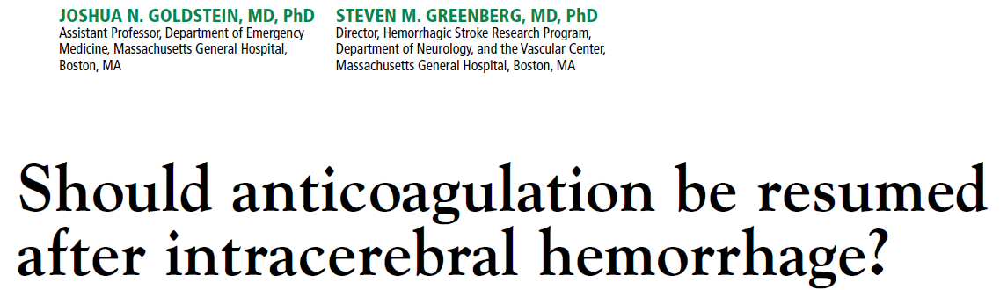 JOSHUA N. GOLDSTEIN, MD, PhD
Assistant Professor, Department of Emergency
Medicine, Massachusetts General Hospital,
Boston, MA
STEVEN M. GREENBERG, MD, PhD
Director, Hemorrhagic Stroke Research Program,
Department of Neurology, and the Vascular Center,
Massachusetts General Hospital, Boston, MA
Should anticoagulation be resumed
after intracerebral hemorrhage?